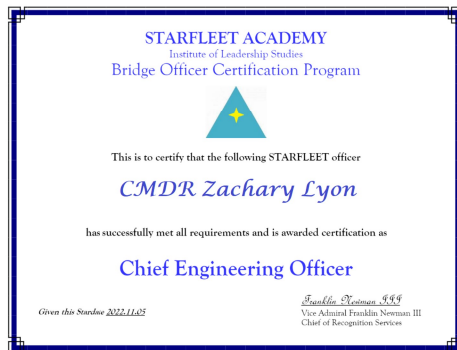 STARFLEET ACADEMY
Institute of Leadership Studies
Bridge Officer Certification Program
This is to certify that the following STARFLEET officer
CMDR Zachary Lyon
has successfully met all requirements and is awarded certification as
Chief Engineering Officer
Given this Stardate 2022.11.05
Franklin Newman III
Vice Admiral Franklin Newman III
Chief of Recognition Services